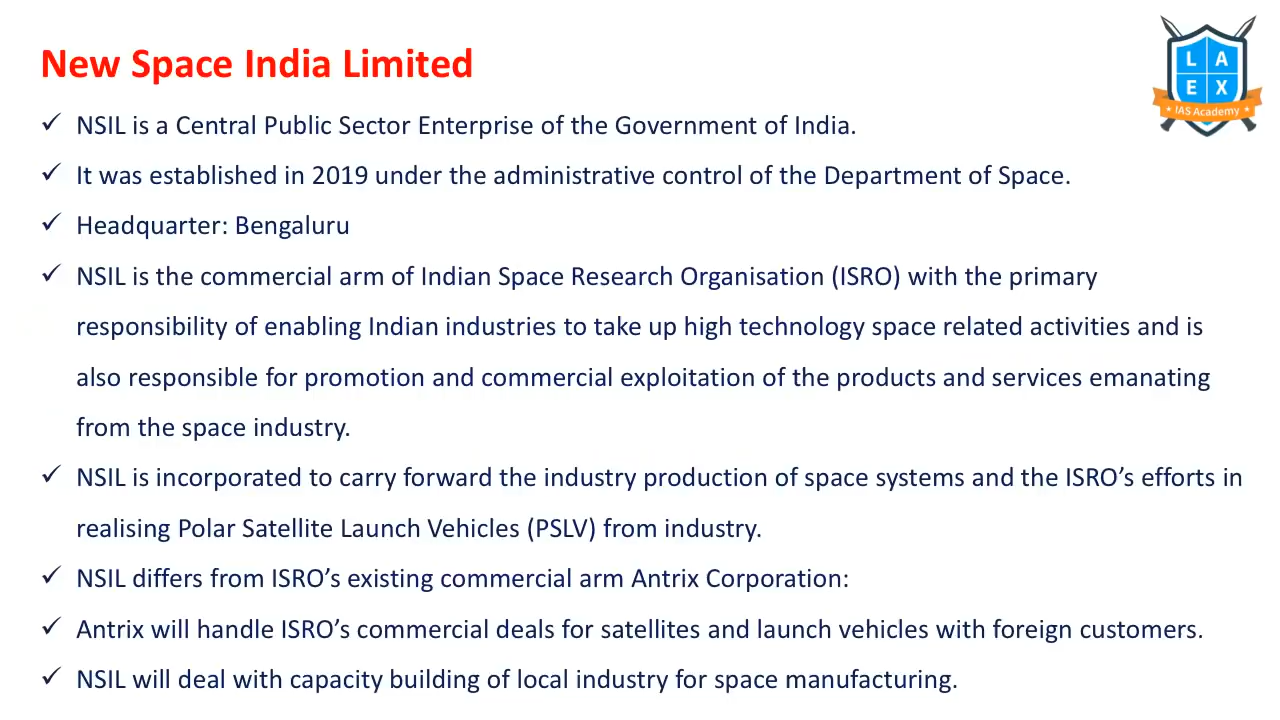 New Space India Limited
L A
E X
IAS Academy
✓ NSIL is a Central Public Sector Enterprise of the Government of India.
✓ It was established in 2019 under the administrative control of the Department of Space.
✓ Headquarter: Bengaluru
✓ NSIL is the commercial arm of Indian Space Research Organisation (ISRO) with the primary
responsibility of enabling Indian industries to take up high technology space related activities and is
also responsible for promotion and commercial exploitation of the products and services emanating
from the space industry.
✓ NSIL is incorporated to carry forward the industry production of space systems and the ISRO’s efforts in
realising Polar Satellite Launch Vehicles (PSLV) from industry.
✓ NSIL differs from ISRO’s existing commercial arm Antrix Corporation:
✓ Antrix will handle ISRO’s commercial deals for satellites and launch vehicles with foreign customers.
✓ NSIL will deal with capacity building of local industry for space manufacturing.